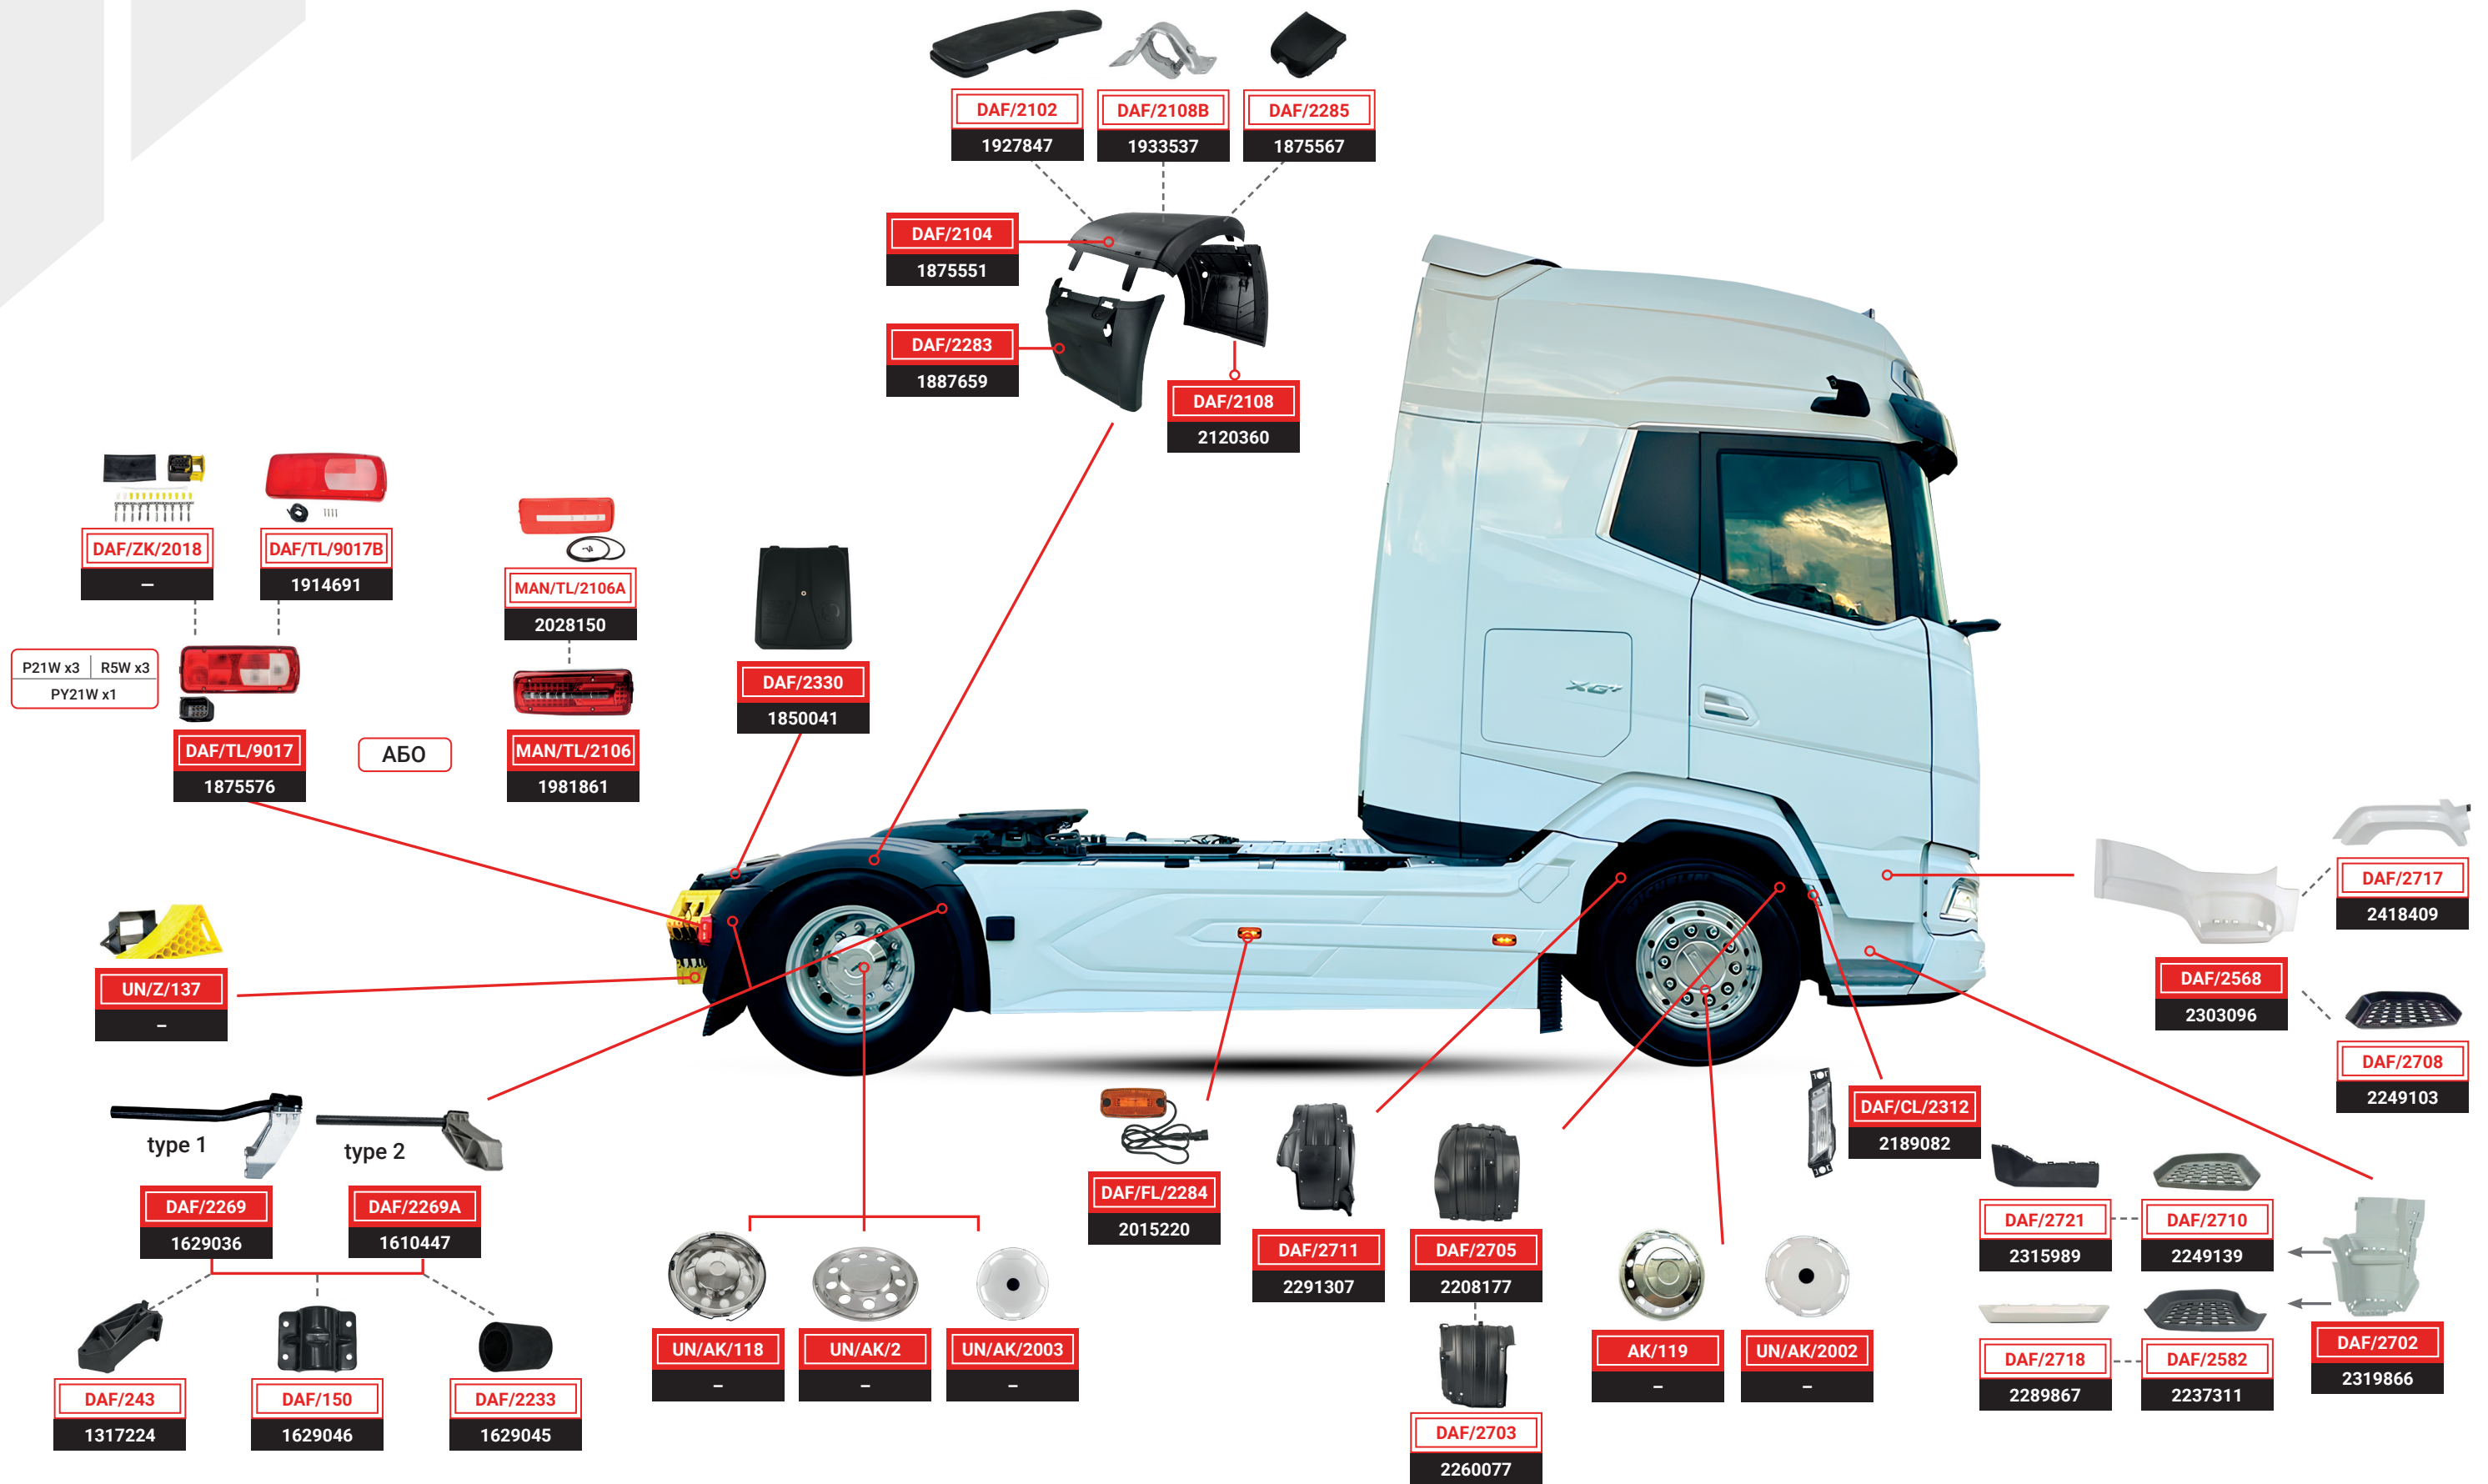 DAF/2102
1927847
DAF/2108B
1933537
DAF/2285
1875567
DAF/2104
1875551
DAF/2283
1887659
DAF/2108
2120360
DAF/ZK/2018
–
DAF/TL/9017B
1914691
MAN/TL/2106A
2028150
P21W x3 R5W x3
PY21W x1
DAF/TL/9017
1875576
АБО
MAN/TL/2106
1981861
DAF/2330
1850041
XG+
DAF/2717
2418409
DAF/2568
2303096
DAF/2708
2249103
UN/Z/137
–
type 1
type 2
DAF/2269
1629036
DAF/2269A
1610447
DAF/243
1317224
DAF/150
1629046
DAF/2233
1629045
UN/AK/118
–
UN/AK/2
–
UN/AK/2003
–
DAF/FL/2284
2015220
DAF/2711
2291307
DAF/2705
2208177
DAF/2703
2260077
AK/119
–
UN/AK/2002
–
DAF/CL/2312
2189082
DAF/2721
2315989
DAF/2710
2249139
DAF/2718
2289867
DAF/2582
2237311
DAF/2702
2319866